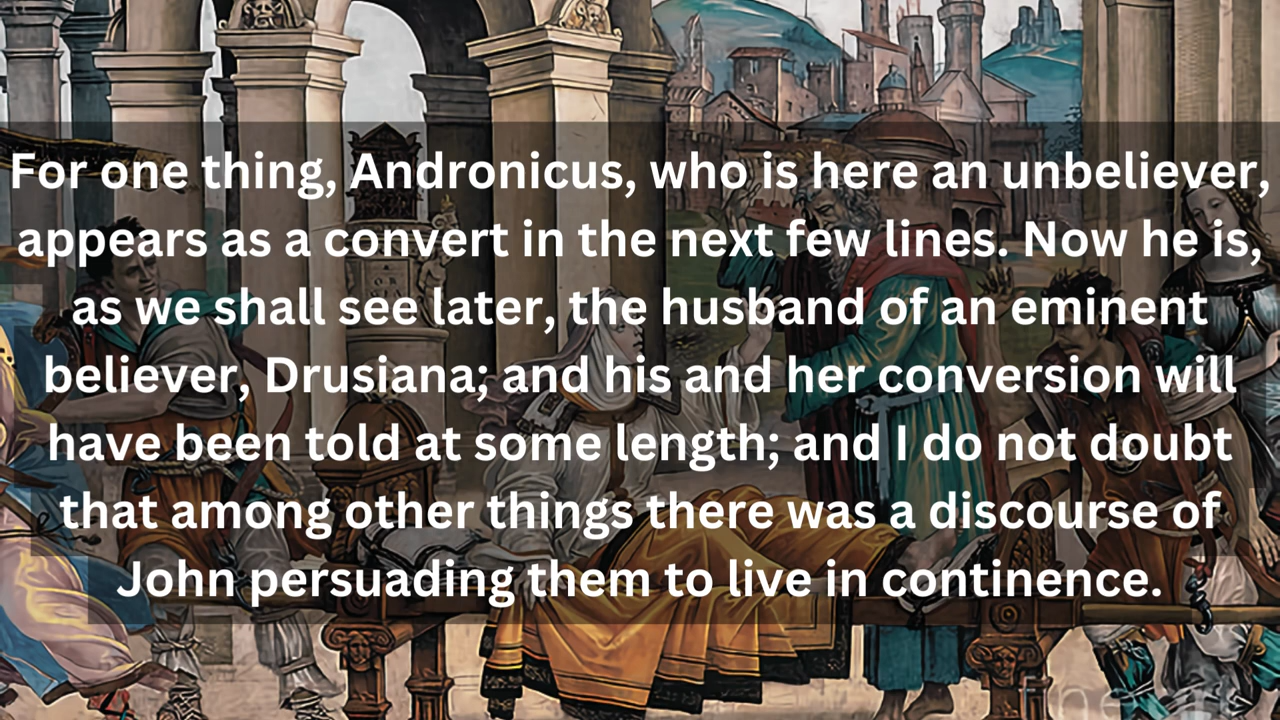 For one thing, Andronicus, who is here an unbeliever,
appears as a convert in the next few lines. Now he is,
as we shall see later, the husband of an eminent
believer, Drusiana; and his and her conversion will
have been told at some length; and I do not doubt
that among other things there was a discourse of
John persuading them to live in continence.